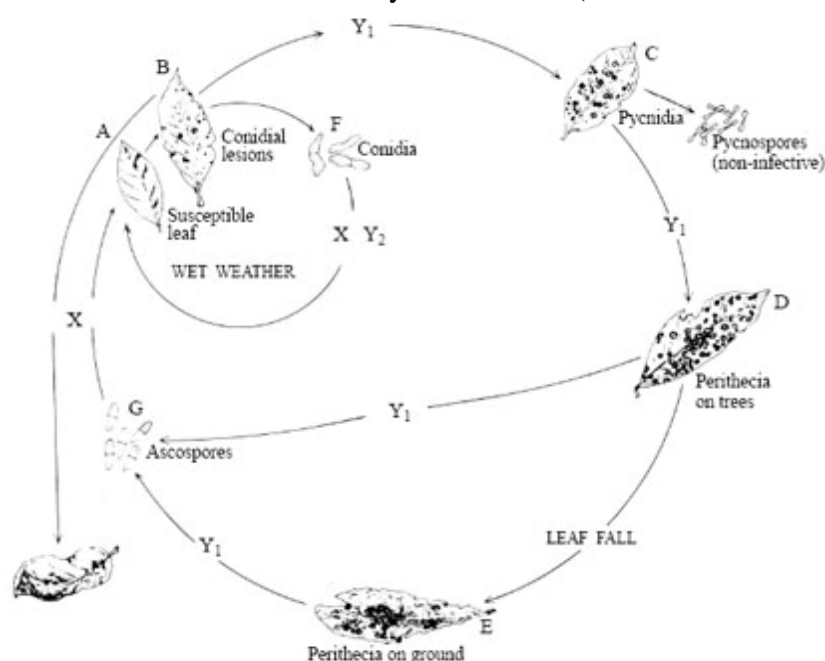 Y₁
B
C
A
F
Conidial
lesions
Conidia
Pycnidia
Pycnospores
(non-infective)
Susceptible
leaf
X Y₂
Y₁
WET WEATHER
D
X
Perithecia
on trees
G
Y₁
Ascospores
Y₁
LEAF FALL
E
Perithecia on ground